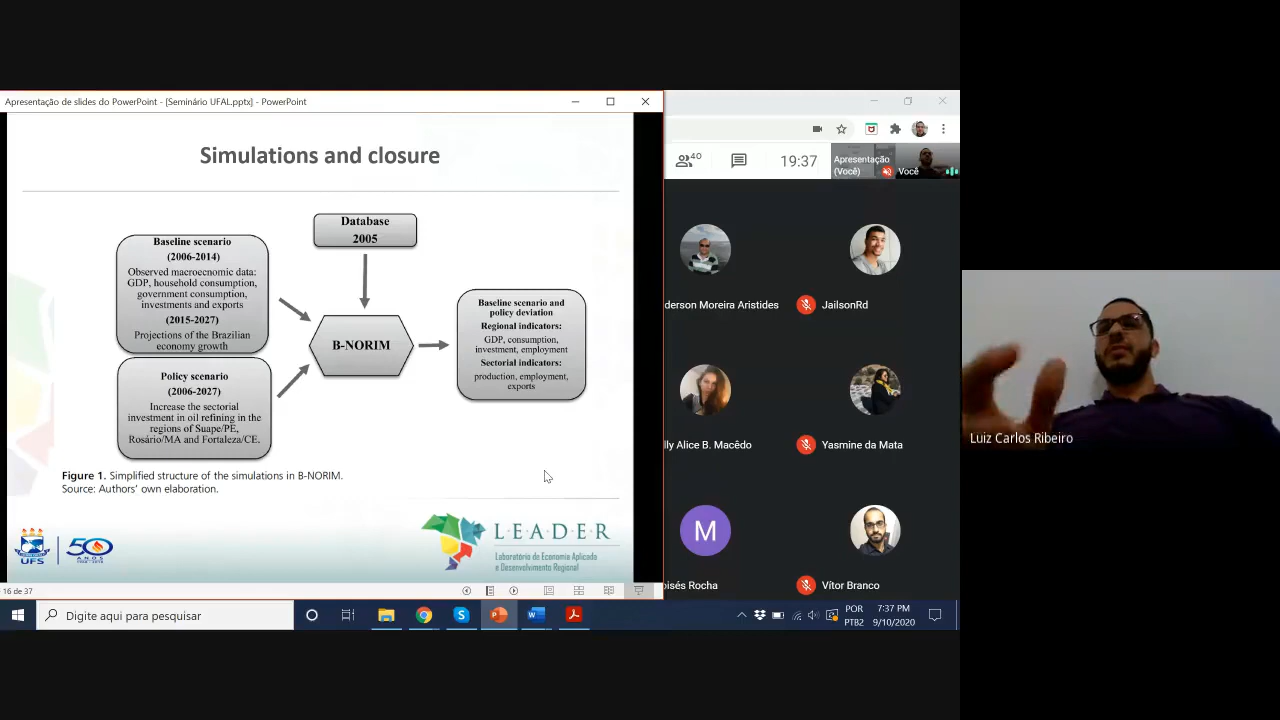 Apresentação de slides do PowerPoint - [Seminário UFAL.pptx] - PowerPoint
Simulations and closure
Database
2005
Baseline scenario
(2006-2014)
Observed macroecnomic data:
GDP, household consumption,
government consumption,
investments and exports
(2015-2027)
Projections of the Brazilian
economy growth
Policy scenario
(2006-2027)
Increase the sectorial
investment in oil refining in the
regions of Suape/PE,
Rosário/MA and Fortaleza/CE.
B-NORIM
Baseline scenario and
policy deviation
Regional indicators:
GDP, consumption,
investment, employment
Sectorial indicators:
production, employment,
exports
Figure 1. Simplified structure of the simulations in B-NORIM.
Source: Authors' own elaboration.
UFS
50
ANOS
LEADER
Laboratório de Economia Aplicada
e Desenvolvimento Regional
16 de 37
40
19:37
Apresentação
(Você)
Você
derson Moreira Aristides
JailsonRd
lly Alice B. Macêdo
Yasmine da Mata
M
oisés Rocha
Vítor Branco
Luiz Carlos Ribeiro
Digite aqui para pesquisar
POR
PTB2
7:37 PM
9/10/2020